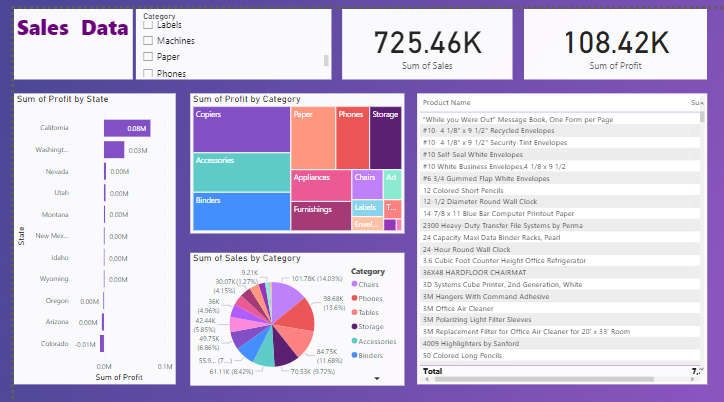 Sales Data
Category
Labels
Machines
Paper
Phones
725.46K
Sum of Sales
108.42K
Sum of Profit
Sum of Profit by State
State
California 0.08M
Washingt... 0.03M
Nevada 0.00M
Utah 0.00M
Montana 0.00M
New Mex... 0.00M
Idaho 0.00M
Wyoming 0.00M
Oregon 0.00M
Arizona 0.00M
Colorado -0.01M
0.0M 0.1M
Sum of Profit
Sum of Profit by Category
Copiers
Accessories
Binders
Paper
Phones
Storage
Appliances
Chairs
Art
Furnishings
Labels
T...
Envel...
Sum of Sales by Category
101.78K (14.03%)
98.68K
(13.6%)
84.75K
(11.68%)
70.53K (9.72%)
61.11K (8.42%)
55.9... (7....)
49.75K
(6.86%)
42.44K
(5.85%)
36K
(4.96%)
30.07K
(4.15%)
9.21K
(1.27%)
Category
Chairs
Phones
Tables
Storage
Accessories
Binders
Product Name Su
"While you Were Out" Message Book, One Form per Page
#10- 4 1/8" x 9 1/2" Recycled Envelopes
#10- 4 1/8" x 9 1/2" Security-Tint Envelopes
#10 Self-Seal White Envelopes
#10 White Business Envelopes,4 1/8 x 9 1/2
#6 3/4 Gummed Flap White Envelopes
12 Colored Short Pencils
12-1/2 Diameter Round Wall Clock
14-7/8 x 11 Blue Bar Computer Printout Paper
2300 Heavy-Duty Transfer File Systems by Perma
24 Capacity Maxi Data Binder Racks, Pearl
24-Hour Round Wall Clock
3.6 Cubic Foot Counter Height Office Refrigerator
36X48 HARDFLOOR CHAIRMAT
3D Systems Cube Printer, 2nd Generation, White
3M Hangers With Command Adhesive
3M Office Air Cleaner
3M Polarizing Light Filter Sleeves
3M Replacement Filter for Office Air Cleaner for 20' x 33' Room
4009 Highlighters by Sanford
50 Colored Long Pencils
Total 7,